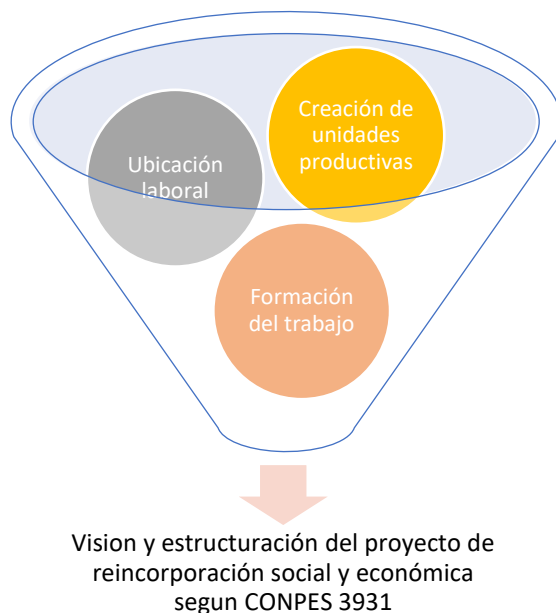 Creación de
unidades
productivas
Ubicación
laboral
Formación
del trabajo
Vision y estructuración del proyecto de
reincorporación social y económica
segun CONPES 3931